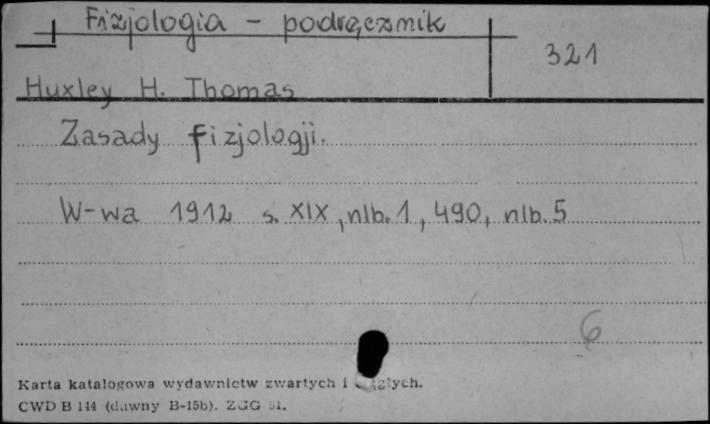 Fizjologia - podręcznik
321
Huxley H. Thomas
Zasady fizjologji.
W-wa 1912 s. XIX, nlb. 1, 490, nlb. 5
6
Karta katalogowa wydawnictw zwartych i
CWD B 144 (dawny B-15b). ZGG 51.